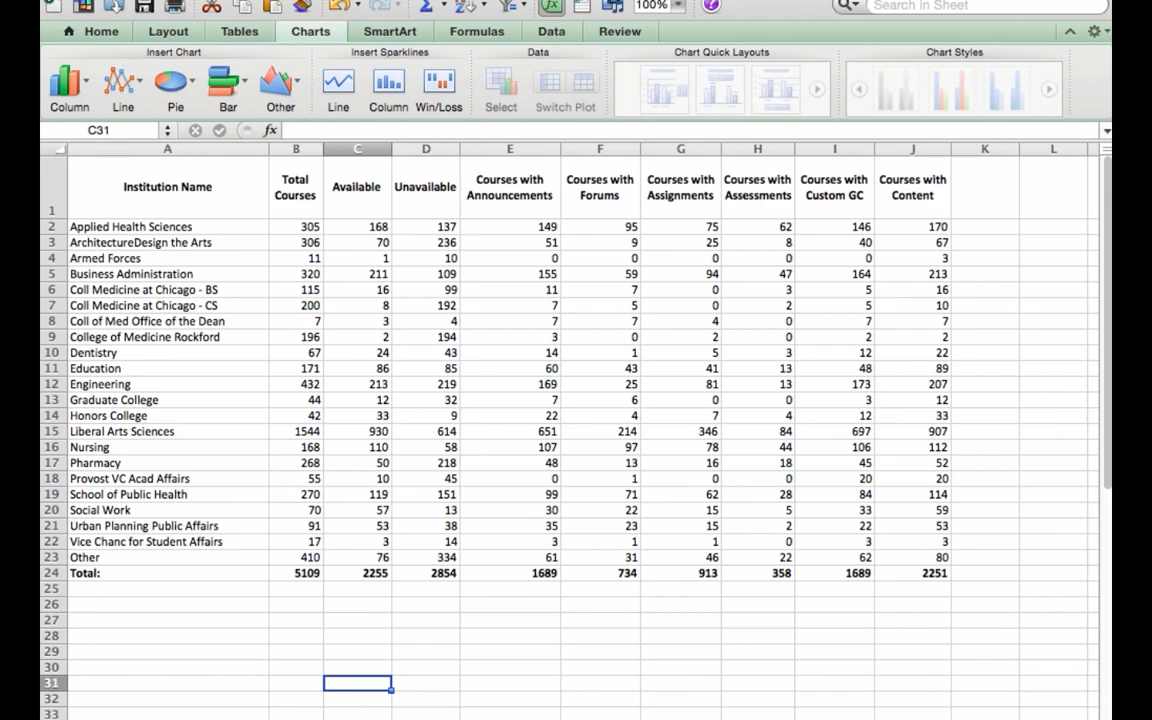 100%
Search in Sheet
Home Layout Tables Charts SmartArt Formulas Data Review
Insert Chart Insert Sparklines Data Chart Quick Layouts Chart Styles
Column Line Pie Bar Other Line Column Win/Loss Select Switch Plot
C31 fx
A B C D E F G H I J K L
1 Institution Name Total Courses Available Unavailable Courses with Announcements Courses with Forums Courses with Assignments Courses with Assessments Courses with Custom GC Courses with Content
2 Applied Health Sciences 305 168 137 149 95 75 62 146 170
3 ArchitectureDesign the Arts 306 70 236 51 9 25 8 40 67
4 Armed Forces 11 1 10 0 0 0 0 0 3
5 Business Administration 320 211 109 155 59 94 47 164 213
6 Coll Medicine at Chicago - BS 115 16 99 11 7 0 3 5 16
7 Coll Medicine at Chicago - CS 200 8 192 7 5 0 2 5 10
8 Coll of Med Office of the Dean 7 3 4 7 7 4 0 7 7
9 College of Medicine Rockford 196 2 194 3 0 2 0 2 2
10 Dentistry 67 24 43 14 1 5 3 12 22
11 Education 171 86 85 60 43 41 13 48 89
12 Engineering 432 213 219 169 25 81 13 173 207
13 Graduate College 44 12 32 7 6 0 0 3 12
14 Honors College 42 33 9 22 4 7 4 12 33
15 Liberal Arts Sciences 1544 930 614 651 214 346 84 697 907
16 Nursing 168 110 58 107 97 78 44 106 112
17 Pharmacy 268 50 218 48 13 16 18 45 52
18 Provost VC Acad Affairs 55 10 45 0 1 0 0 20 20
19 School of Public Health 270 119 151 99 71 62 28 84 114
20 Social Work 70 57 13 30 22 15 5 33 59
21 Urban Planning Public Affairs 91 53 38 35 23 15 2 22 53
22 Vice Chanc for Student Affairs 17 3 14 3 1 1 0 3 3
23 Other 410 76 334 61 31 46 22 62 80
24 Total: 5109 2255 2854 1689 734 913 358 1689 2251
25
26
27
28
29
30
31
32
33